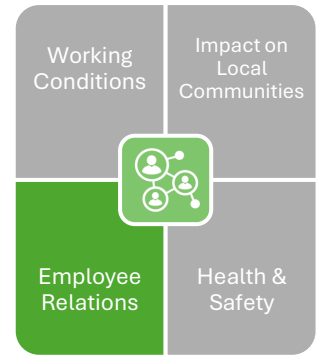 Working
Conditions
Impact on
Local
Communities
Employee
Relations
Health &
Safety